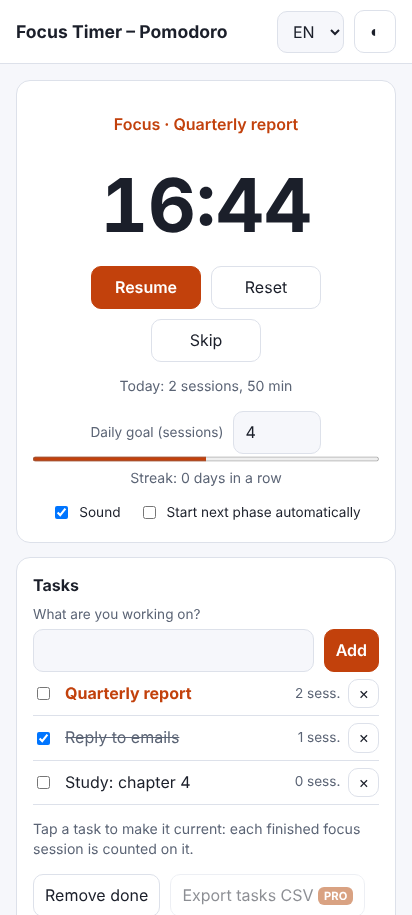 Focus Timer – Pomodoro EN
Focus · Quarterly report
16:44
Resume Reset
Skip
Today: 2 sessions, 50 min
Daily goal (sessions) 4
Streak: 0 days in a row
Sound Start next phase automatically
Tasks
What are you working on?
Add
Quarterly report 2 sess. ×
Reply to emails 1 sess. ×
Study: chapter 4 0 sess. ×
Tap a task to make it current: each finished focus
session is counted on it.
Remove done Export tasks CSV PRO